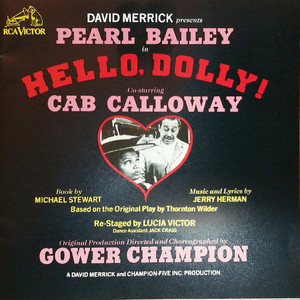 DAVID MERRICK presents
RCA VICTOR
PEARL BAILEY
in
HELLO, DOLLY!
Co-starring
CAB CALLOWAY
Book by
MICHAEL STEWART
Music and Lyrics by
JERRY HERMAN
Based on the Original Play by Thornton Wilder
Re-Staged by LUCIA VICTOR
Dance Assistant JACK CRAIG
Original Production Directed and Choreographed by
GOWER CHAMPION
A DAVID MERRICK and CHAMPION-FIVE INC. PRODUCTION